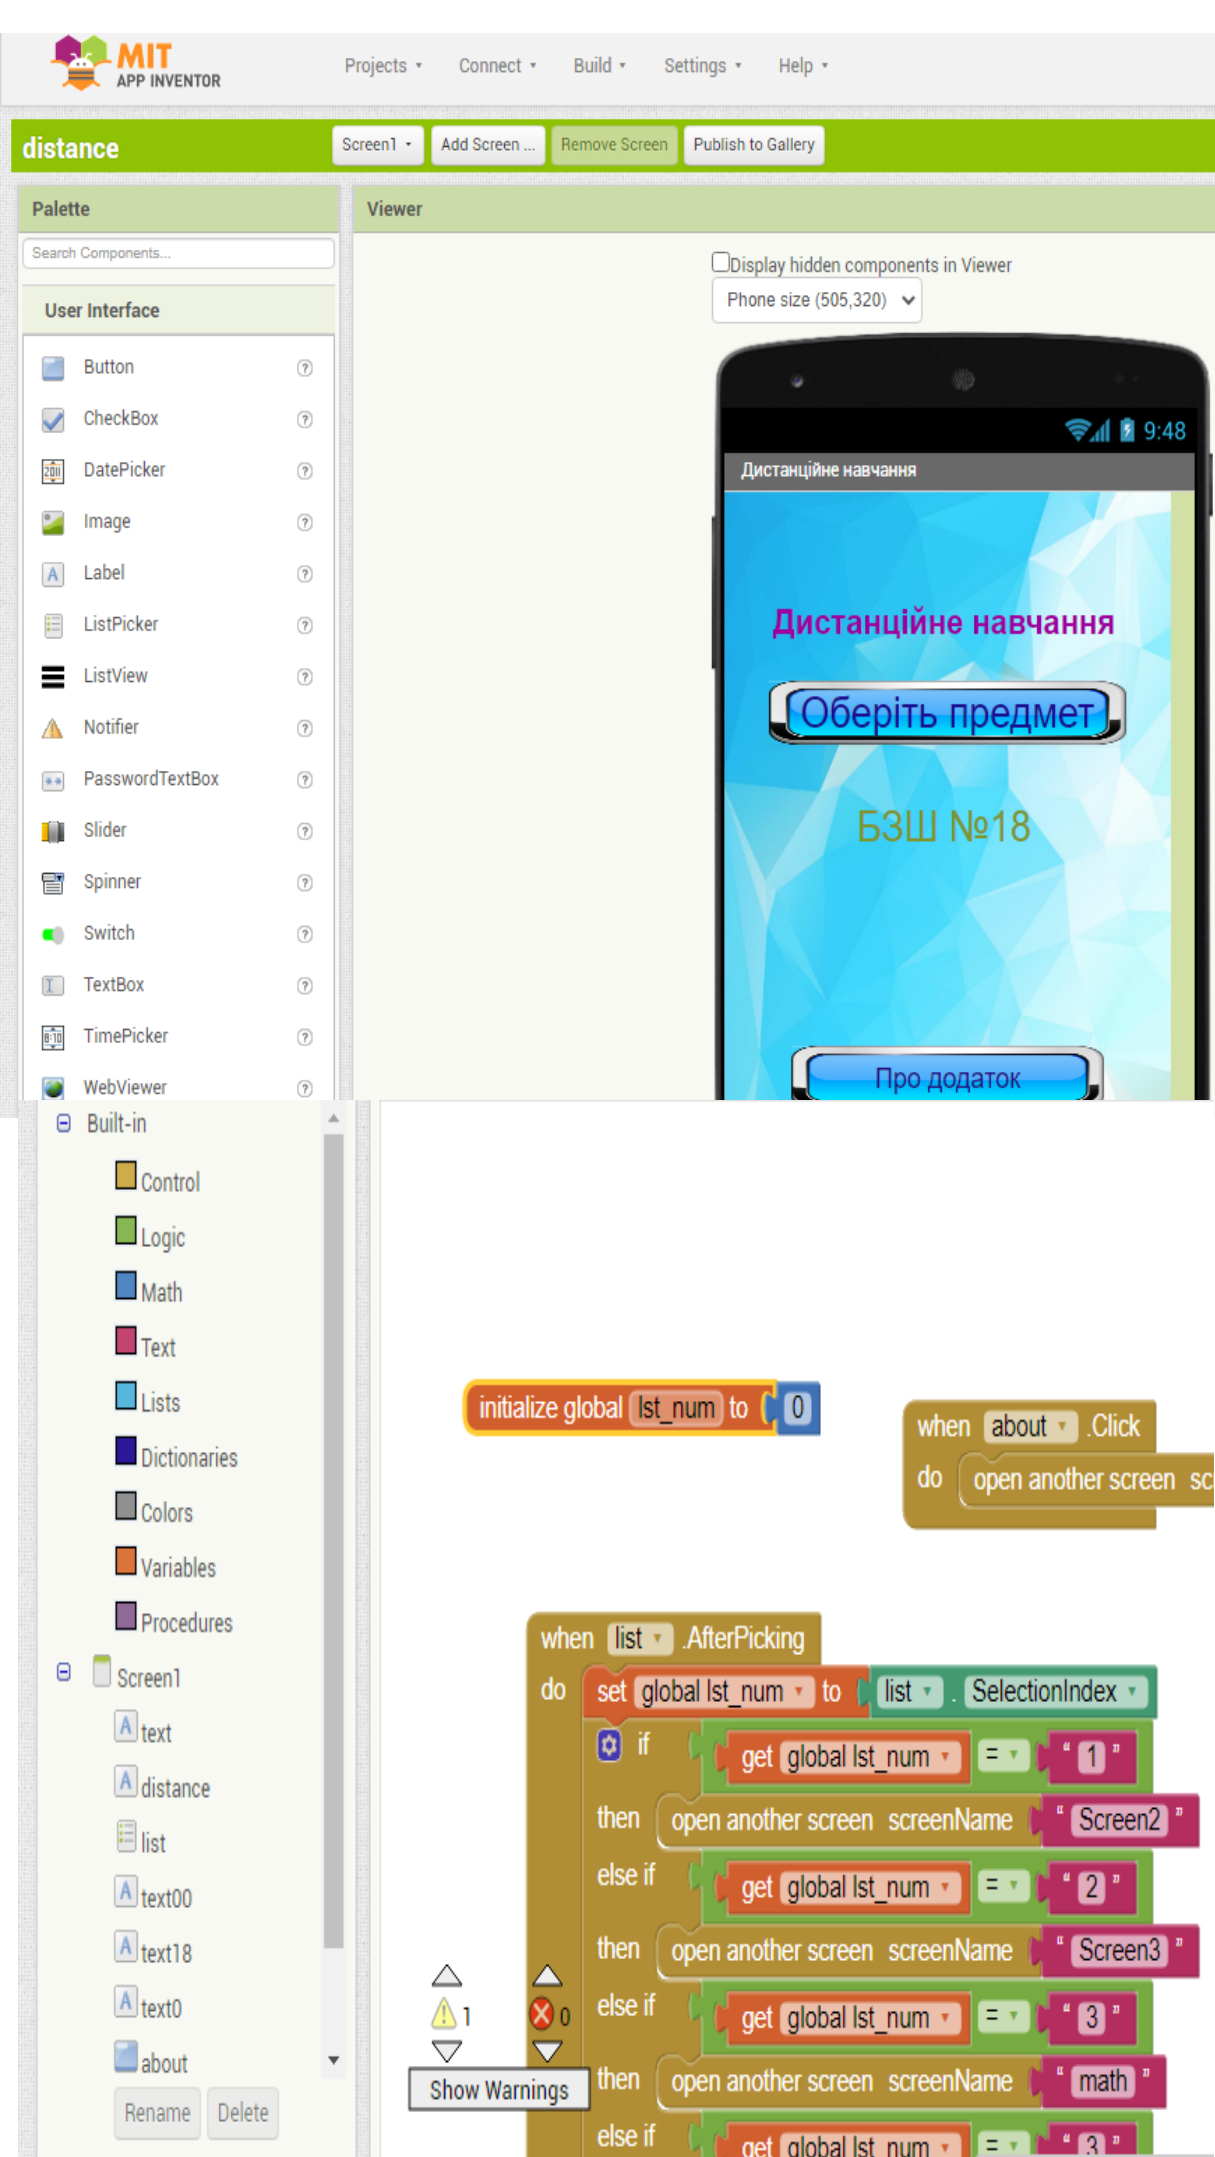 MIT
APP INVENTOR
Projects Connect Build Settings Help
distance Screen1 Add Screen ... Remove Screen Publish to Gallery
Palette
Viewer
Search Components...
User Interface
Button
CheckBox
DatePicker
Image
Label
ListPicker
ListView
Notifier
PasswordTextBox
Slider
Spinner
Switch
TextBox
TimePicker
WebViewer
Display hidden components in Viewer
Phone size (505,320)
9:48
Дистанційне навчання
Дистанційне навчання
Оберіть предмет
БЗШ №18
Про додаток
Built-in
Control
Logic
Math
Text
Lists
Dictionaries
Colors
Variables
Procedures
Screen1
text
distance
list
text00
text18
text0
about
Rename Delete
initialize global lst_num to 0
when about .Click
do open another screen sc
when list .AfterPicking
do set global lst_num to list . SelectionIndex
if get global lst_num = " 1 "
then open another screen screenName " Screen2 "
else if get global lst_num = " 2 "
then open another screen screenName " Screen3 "
else if get global lst_num = " 3 "
then open another screen screenName " math "
else if get global lst_num = " 3 "
1 0
Show Warnings